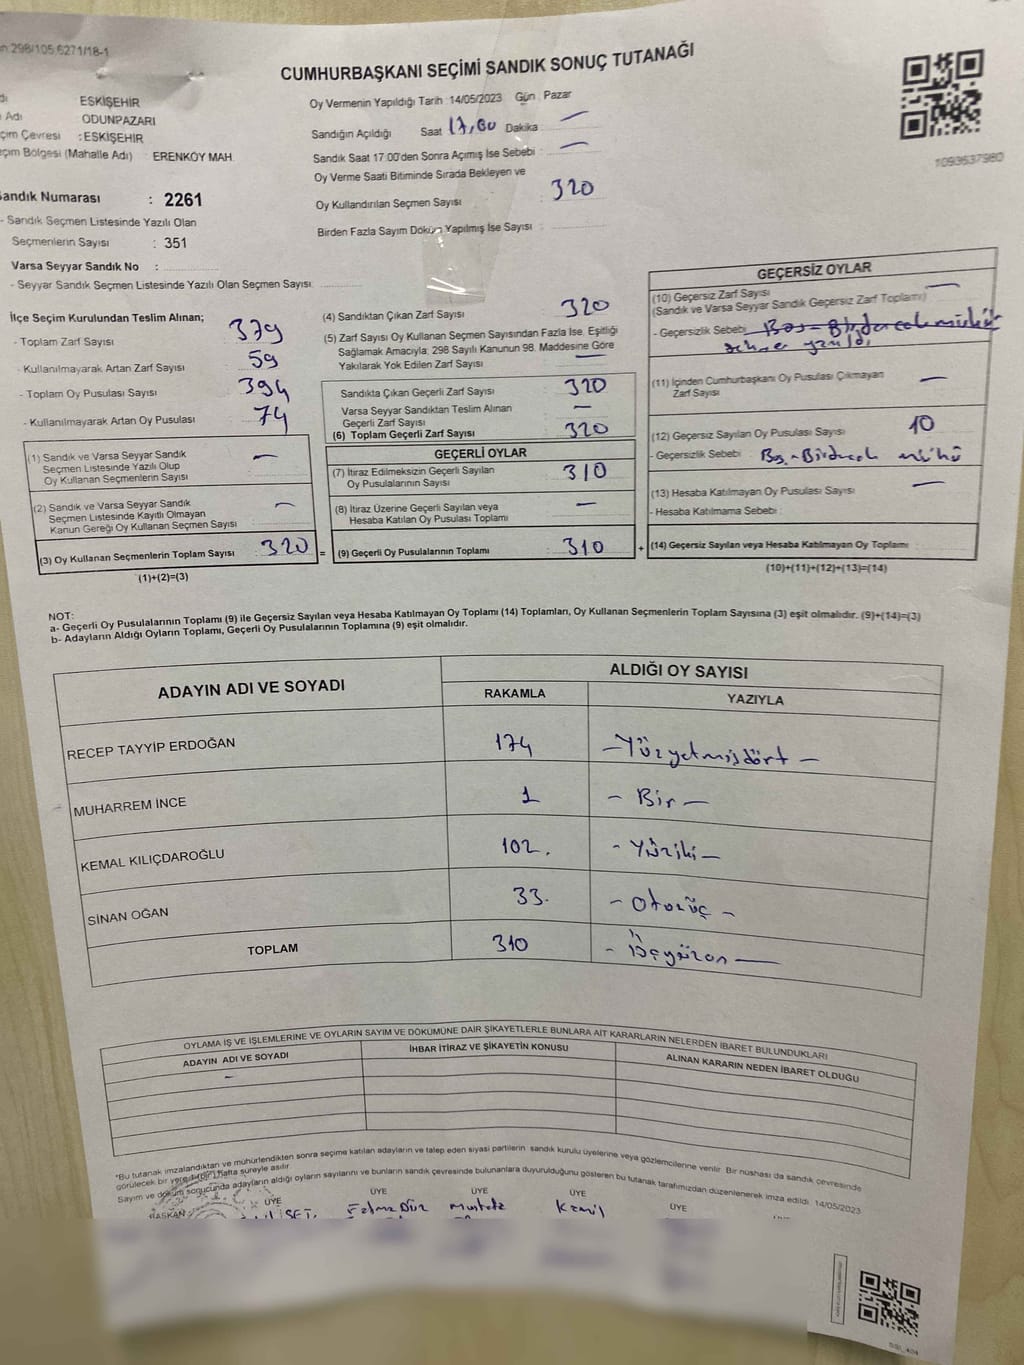 298/105.6271/18-1
CUMHURBAŞKANI SEÇİMİ SANDIK SONUÇ TUTANAĞI
ESKİŞEHİR
Adı ODUNPAZARI
çim Çevresi : ESKİŞEHİR
çim Bölgesi (Mahalle Adı) : ERENKÖY MAH.
andık Numarası : 2261
- Sandık Seçmen Listesinde Yazılı Olan
Seçmenlerin Sayısı : 351
Varsa Seyyar Sandık No :
- Seyyar Sandık Seçmen Listesinde Yazılı Olan Seçmen Sayısı:
Oy Vermenin Yapıldığı Tarih : 14/05/2023 Gün : Pazar
Sandığın Açıldığı Saat 17,00 Dakika —
Sandık Saat 17:00'den Sonra Açımış İse Sebebi : —
Oy Verme Saati Bitiminde Sırada Bekleyen ve
Oy Kullandırılan Seçmen Sayısı : 320
Birden Fazla Sayım Döküm Yapılmış İse Sayısı :
1093637980
İlçe Seçim Kurulundan Teslim Alınan;
- Toplam Zarf Sayısı : 379
- Kullanılmayarak Artan Zarf Sayısı : 59
- Toplam Oy Pusulası Sayısı : 394
- Kullanılmayarak Artan Oy Pusulası : 74
(1) Sandık ve Varsa Seyyar Sandık
Seçmen Listesinde Yazılı Olup
Oy Kullanan Seçmenlerin Sayısı : —
(2) Sandık ve Varsa Seyyar Sandık
Seçmen Listesinde Kayıtlı Olmayan
Kanun Gereği Oy Kullanan Seçmen Sayısı : —
(3) Oy Kullanan Seçmenlerin Toplam Sayısı : 320 =
(1)+(2)=(3)
(4) Sandıktan Çıkan Zarf Sayısı : 320
(5) Zarf Sayısı Oy Kullanan Seçmen Sayısından Fazla İse, Eşitliği
Sağlamak Amacıyla; 298 Sayılı Kanunun 98. Maddesine Göre
Yakılarak Yok Edilen Zarf Sayısı : —
Sandıkta Çıkan Geçerli Zarf Sayısı : 320
Varsa Seyyar Sandıktan Teslim Alınan
Geçerli Zarf Sayısı : —
(6) Toplam Geçerli Zarf Sayısı : 320
GEÇERLİ OYLAR
(7) İtiraz Edilmeksizin Geçerli Sayılan
Oy Pusulalarının Sayısı : 310
(8) İtiraz Üzerine Geçerli Sayılan veya
Hesaba Katılan Oy Pusulası Toplamı : —
(9) Geçerli Oy Pusulalarının Toplamı : 310 +
GEÇERSİZ OYLAR
(10) Geçersiz Zarf Sayısı : —
(Sandık ve Varsa Seyyar Sandık Geçersiz Zarf Toplamı)
- Geçersizlik Sebebi : Boş - Birden çok mühür
yazıldı.
(11) İçinden Cumhurbaşkanı Oy Pusulası Çıkmayan
Zarf Sayısı : —
(12) Geçersiz Sayılan Oy Pusulası Sayısı : 10
- Geçersizlik Sebebi : Boş - Birden çok
(13) Hesaba Katılmayan Oy Pusulası Sayısı : —
- Hesaba Katılmama Sebebi :
(14) Geçersiz Sayılan veya Hesaba Katılmayan Oy Toplamı :
(10)+(11)+(12)+(13)=(14)
NOT:
a- Geçerli Oy Pusulalarının Toplamı (9) ile Geçersiz Sayılan veya Hesaba Katılmayan Oy Toplamı (14) Toplamları, Oy Kullanan Seçmenlerin Toplam Sayısına (3) eşit olmalıdır. (9)+(14)=(3)
b- Adayların Aldığı Oyların Toplamı, Geçerli Oy Pusulalarının Toplamına (9) eşit olmalıdır.
ADAYIN ADI VE SOYADI ALDIĞI OY SAYISI
RAKAMLA YAZIYLA
RECEP TAYYİP ERDOĞAN 174 - Yüzyetmişdört -
MUHARREM İNCE 1 - Bir -
KEMAL KILIÇDAROĞLU 102. - Yüziki -
SİNAN OĞAN 33. - Otuzüç -
TOPLAM 310 - Üçyüzon -
OYLAMA İŞ VE İŞLEMLERİNE VE OYLARIN SAYIM VE DÖKÜMÜNE DAİR ŞİKAYETLERLE BUNLARA AİT KARARLARIN NELERDEN İBARET BULUNDUKLARI
ADAYIN ADI VE SOYADI İHBAR İTİRAZ VE ŞİKAYETİN KONUSU ALINAN KARARIN NEDEN İBARET OLDUĞU
-
*Bu tutanak imzalandıktan ve mühürlendikten sonra seçime katılan adayların ve talep eden siyasi partilerin sandık kurulu üyelerine veya gözlemcilerine verilir. Bir nüshası da sandık çevresinde
görülecek bir yere 1 (bir) hafta süreyle asılır.
Sayım ve döküm sonucunda adayların aldığı oyların sayılarını ve bunların sandık çevresinde bulunanlara duyurulduğunu gösteren bu tutanak tarafımızdan düzenlenerek imza edildi. 14/05/2023
BAŞKAN ÜYE ÜYE ÜYE ÜYE ÜYE
Fatma Mustafa Kamil